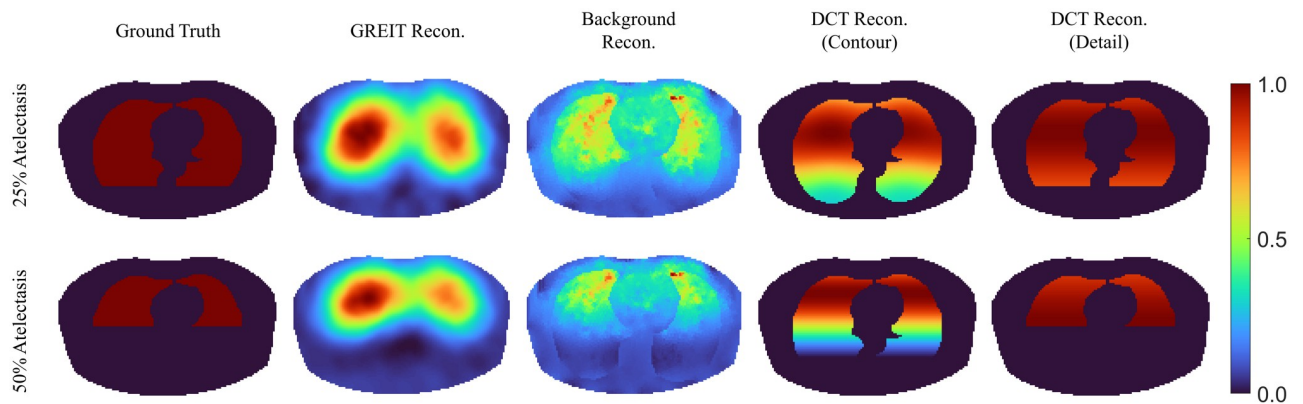 Ground Truth
GREIT Recon.
Background
Recon.
DCT Recon.
(Contour)
DCT Recon.
(Detail)
25% Atelectasis
50% Atelectasis
1.0
0.5
0.0